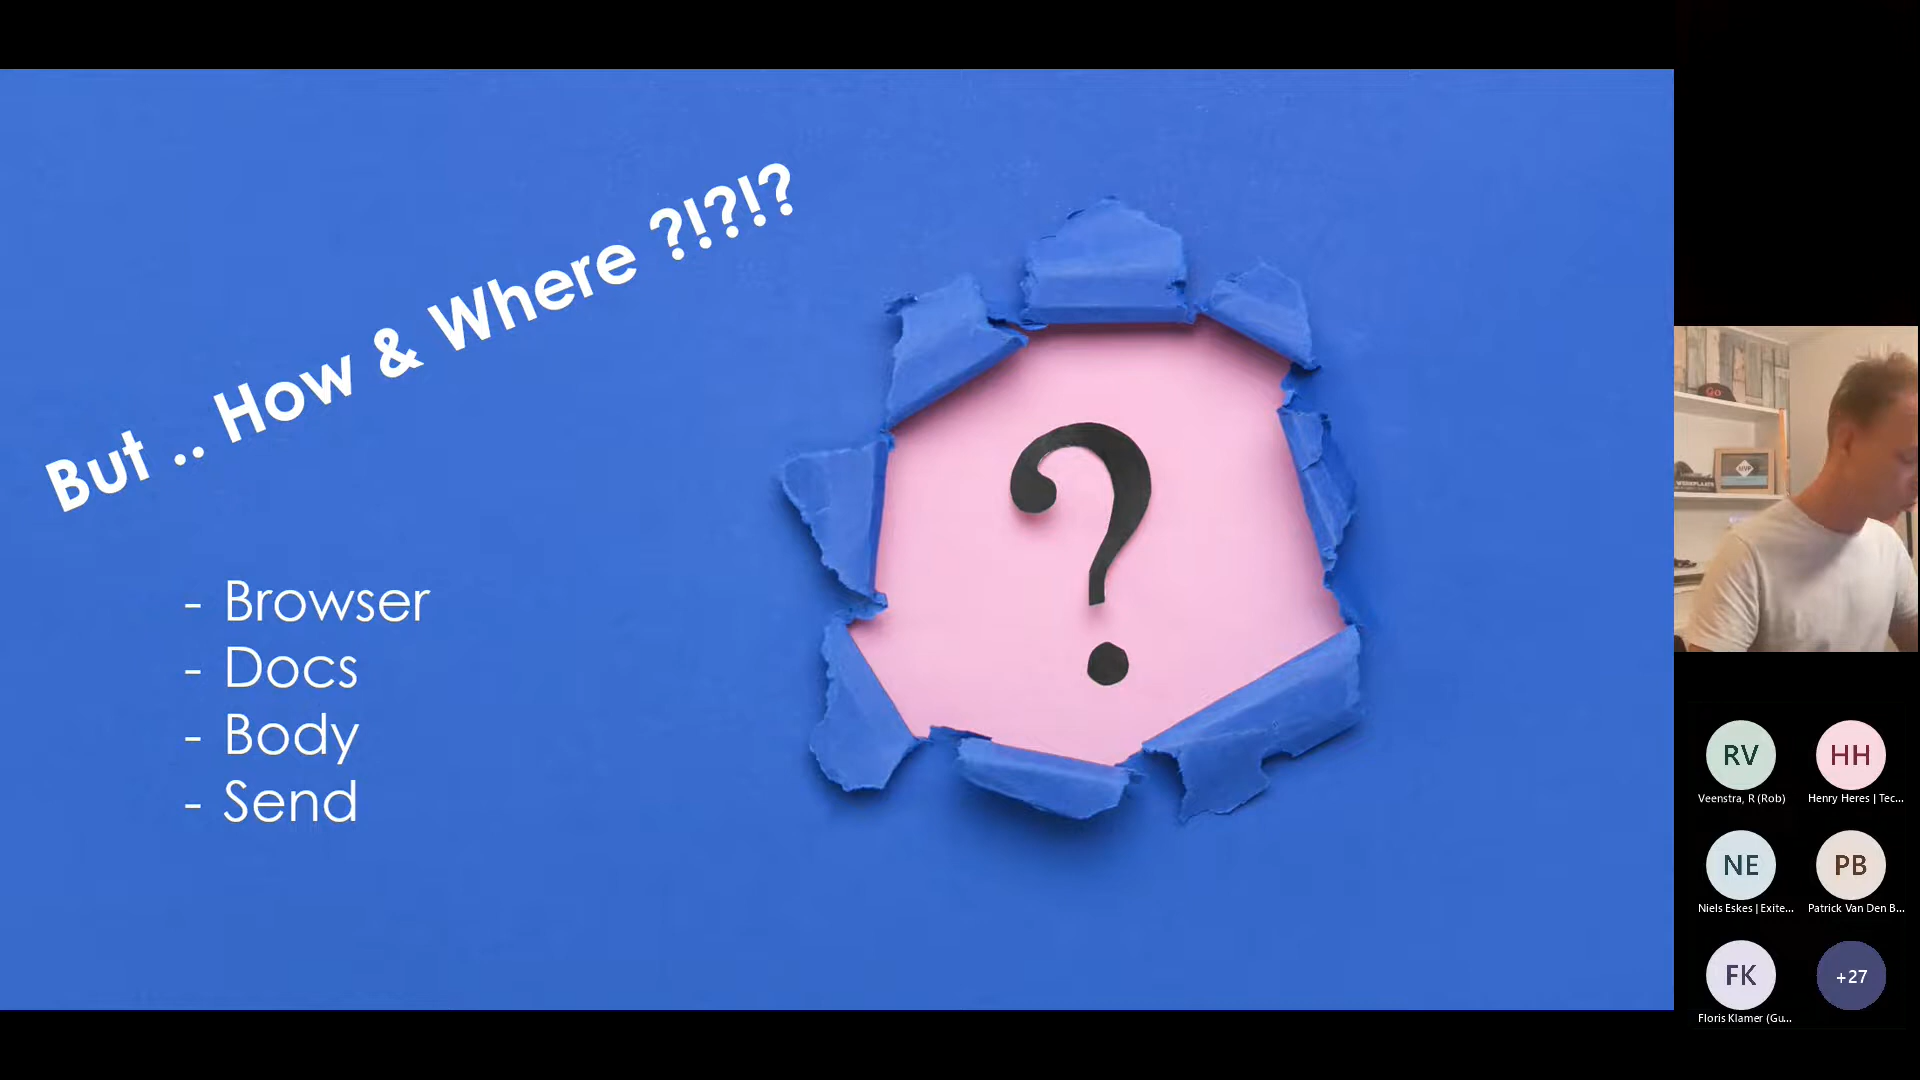 But .. How & Where ?!?!?
- Browser
- Docs
- Body
- Send
Go
RV
Veenstra, R (Rob)
HH
Henry Heres | Tec...
NE
Niels Eskes | Exite...
PB
Patrick Van Den B...
FK
Floris Klamer (Gu...
+27